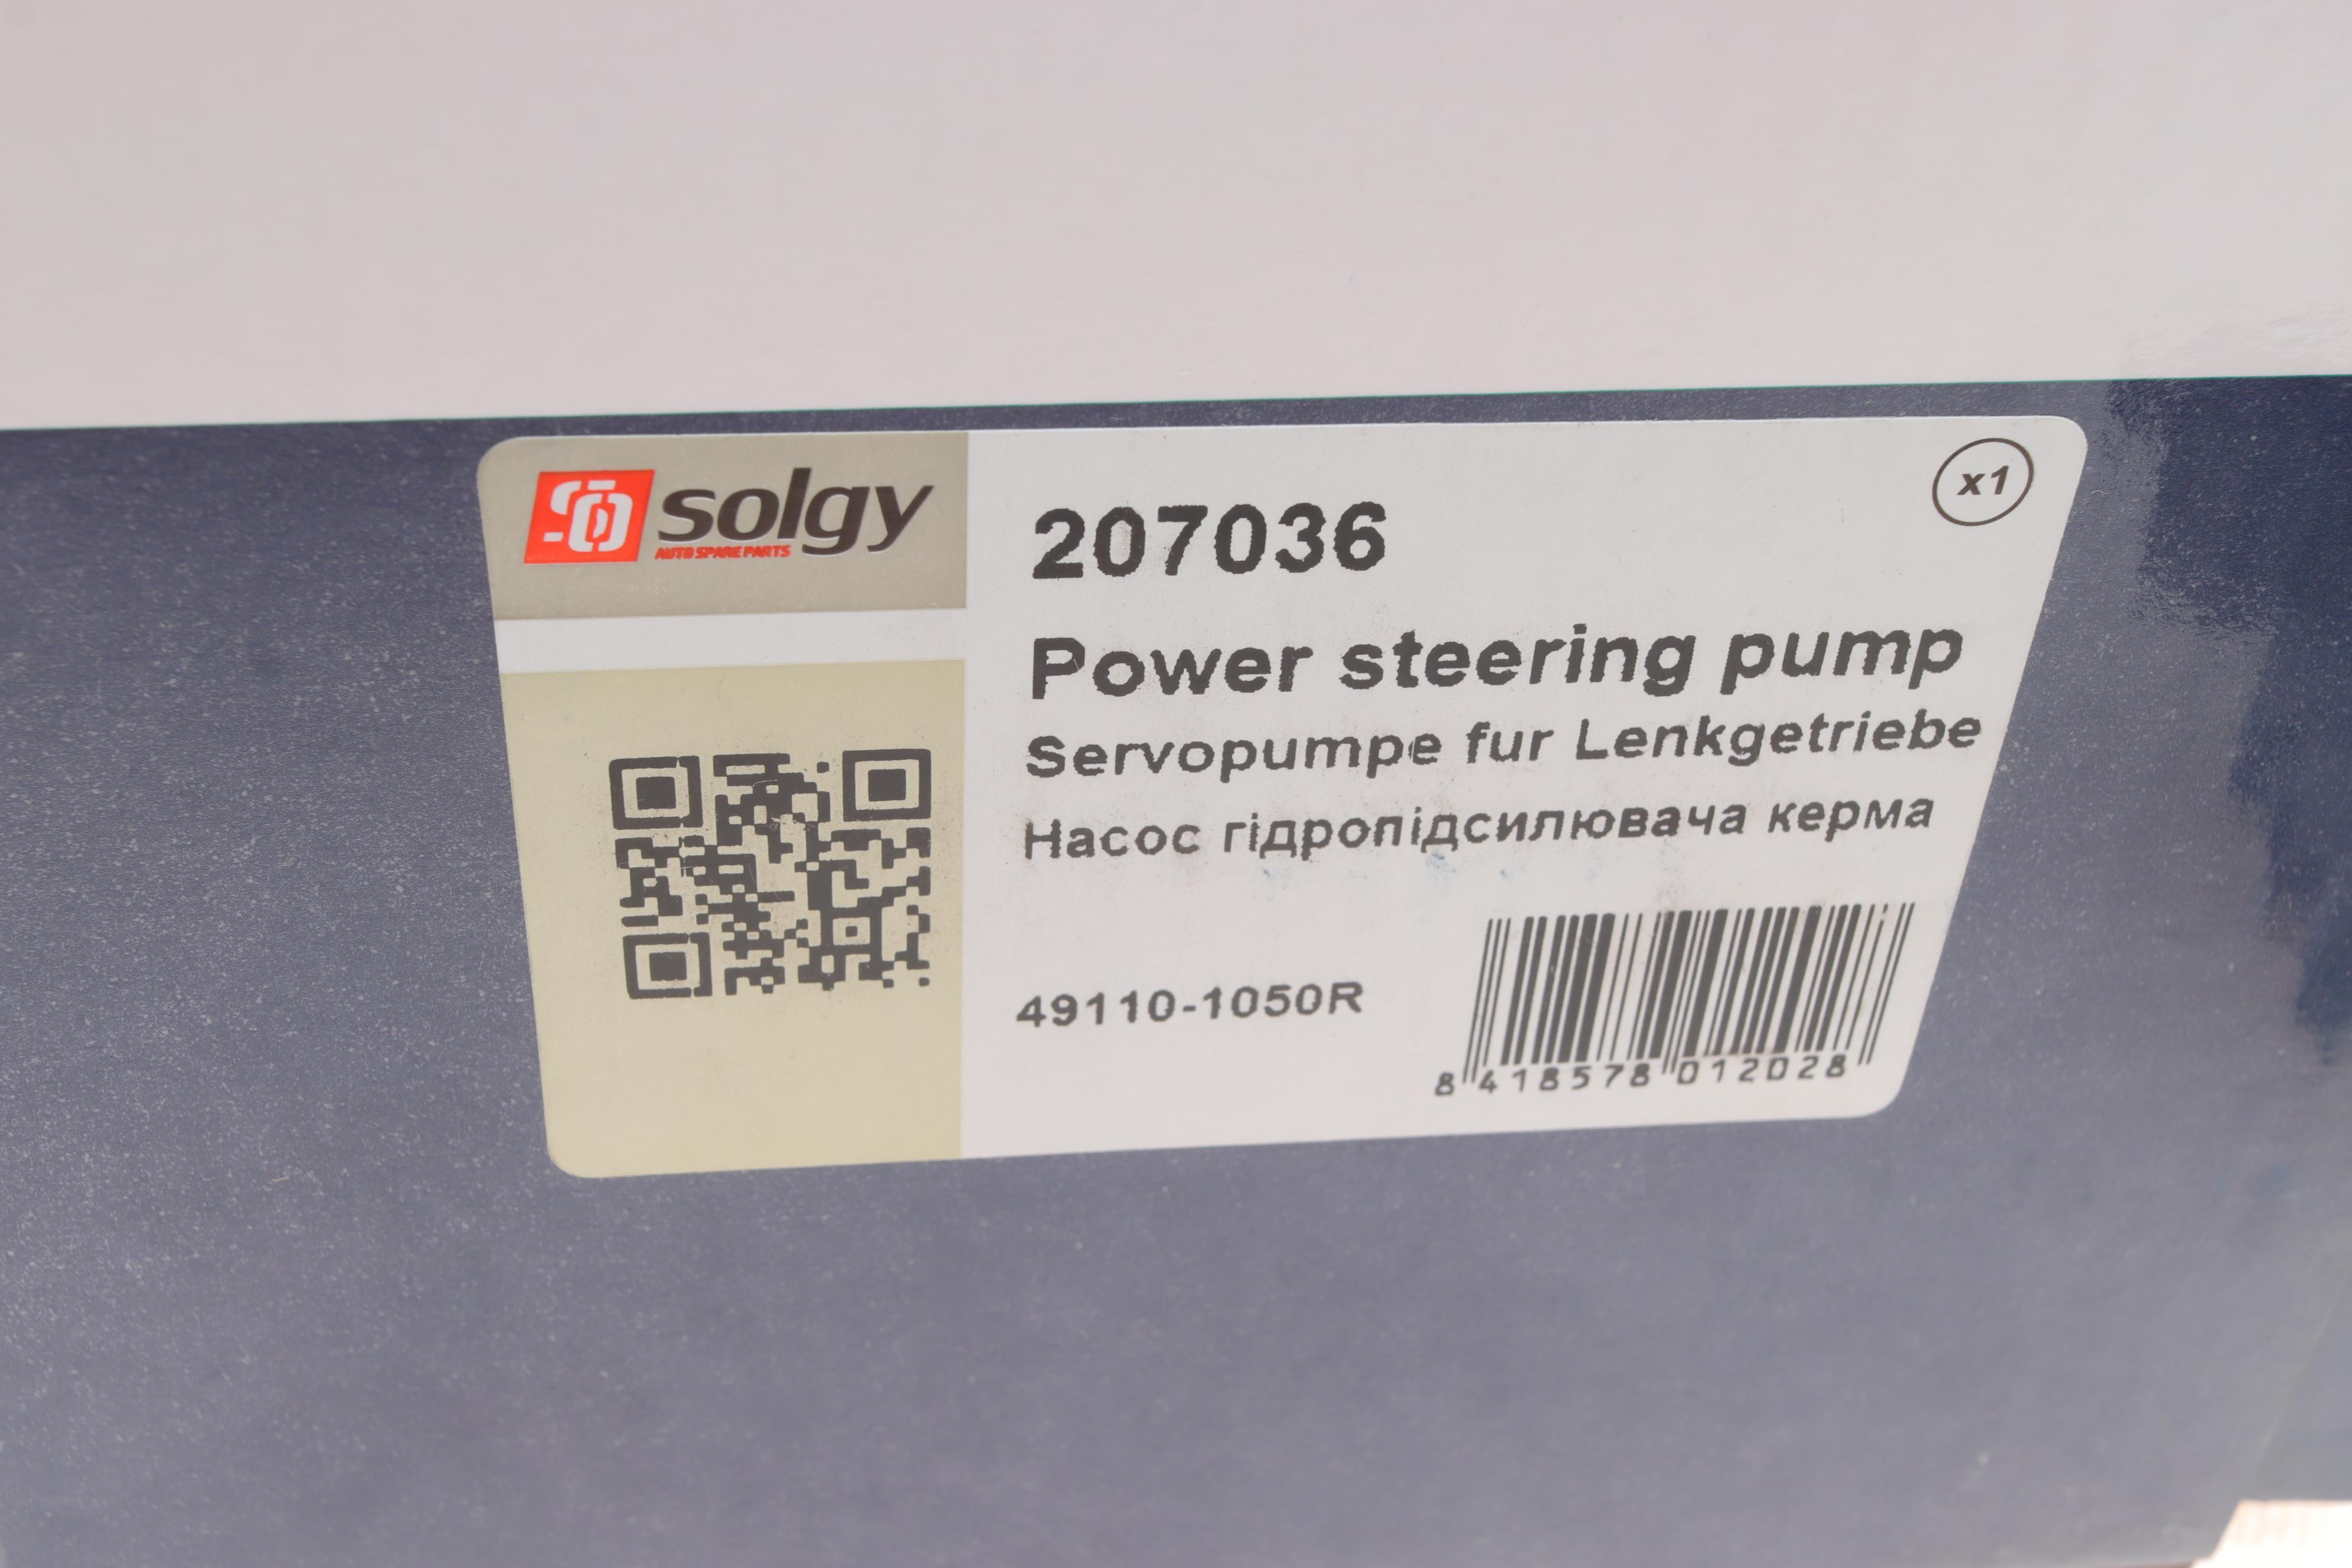 solgy
AUTO SPARE PARTS
x1
207036
Power steering pump
Servopumpe fur Lenkgetriebe
Насос гідропідсилювача керма
49110-1050R
8 418578 012028